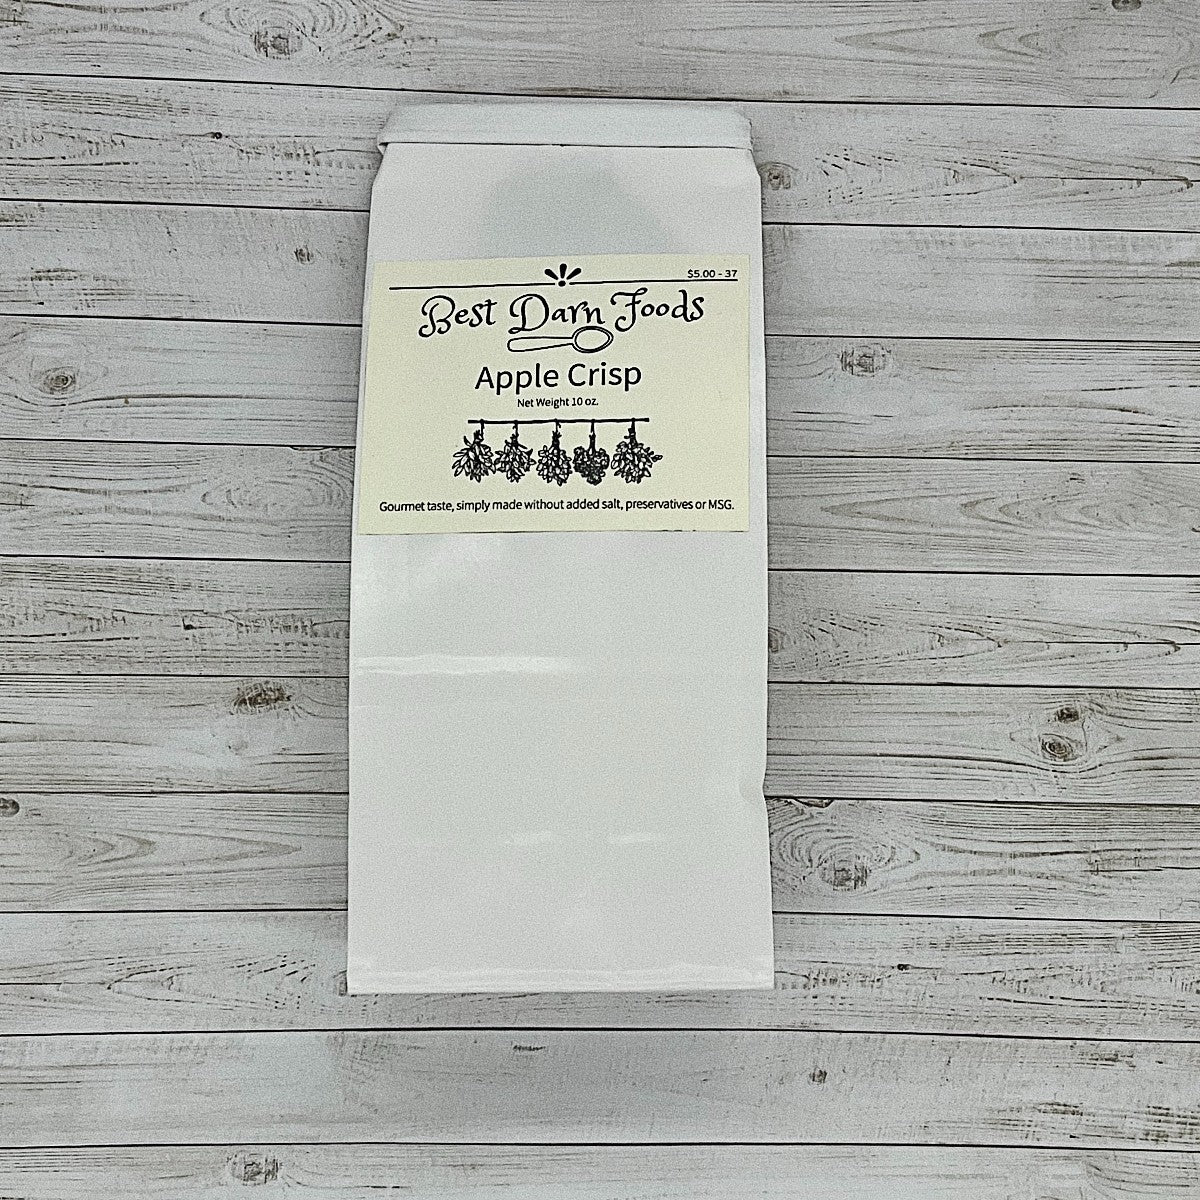 $5.00 - 37
Best Darn Foods
Apple Crisp
Net Weight 10 oz.
Gourmet taste, simply made without added salt, preservatives or MSG.